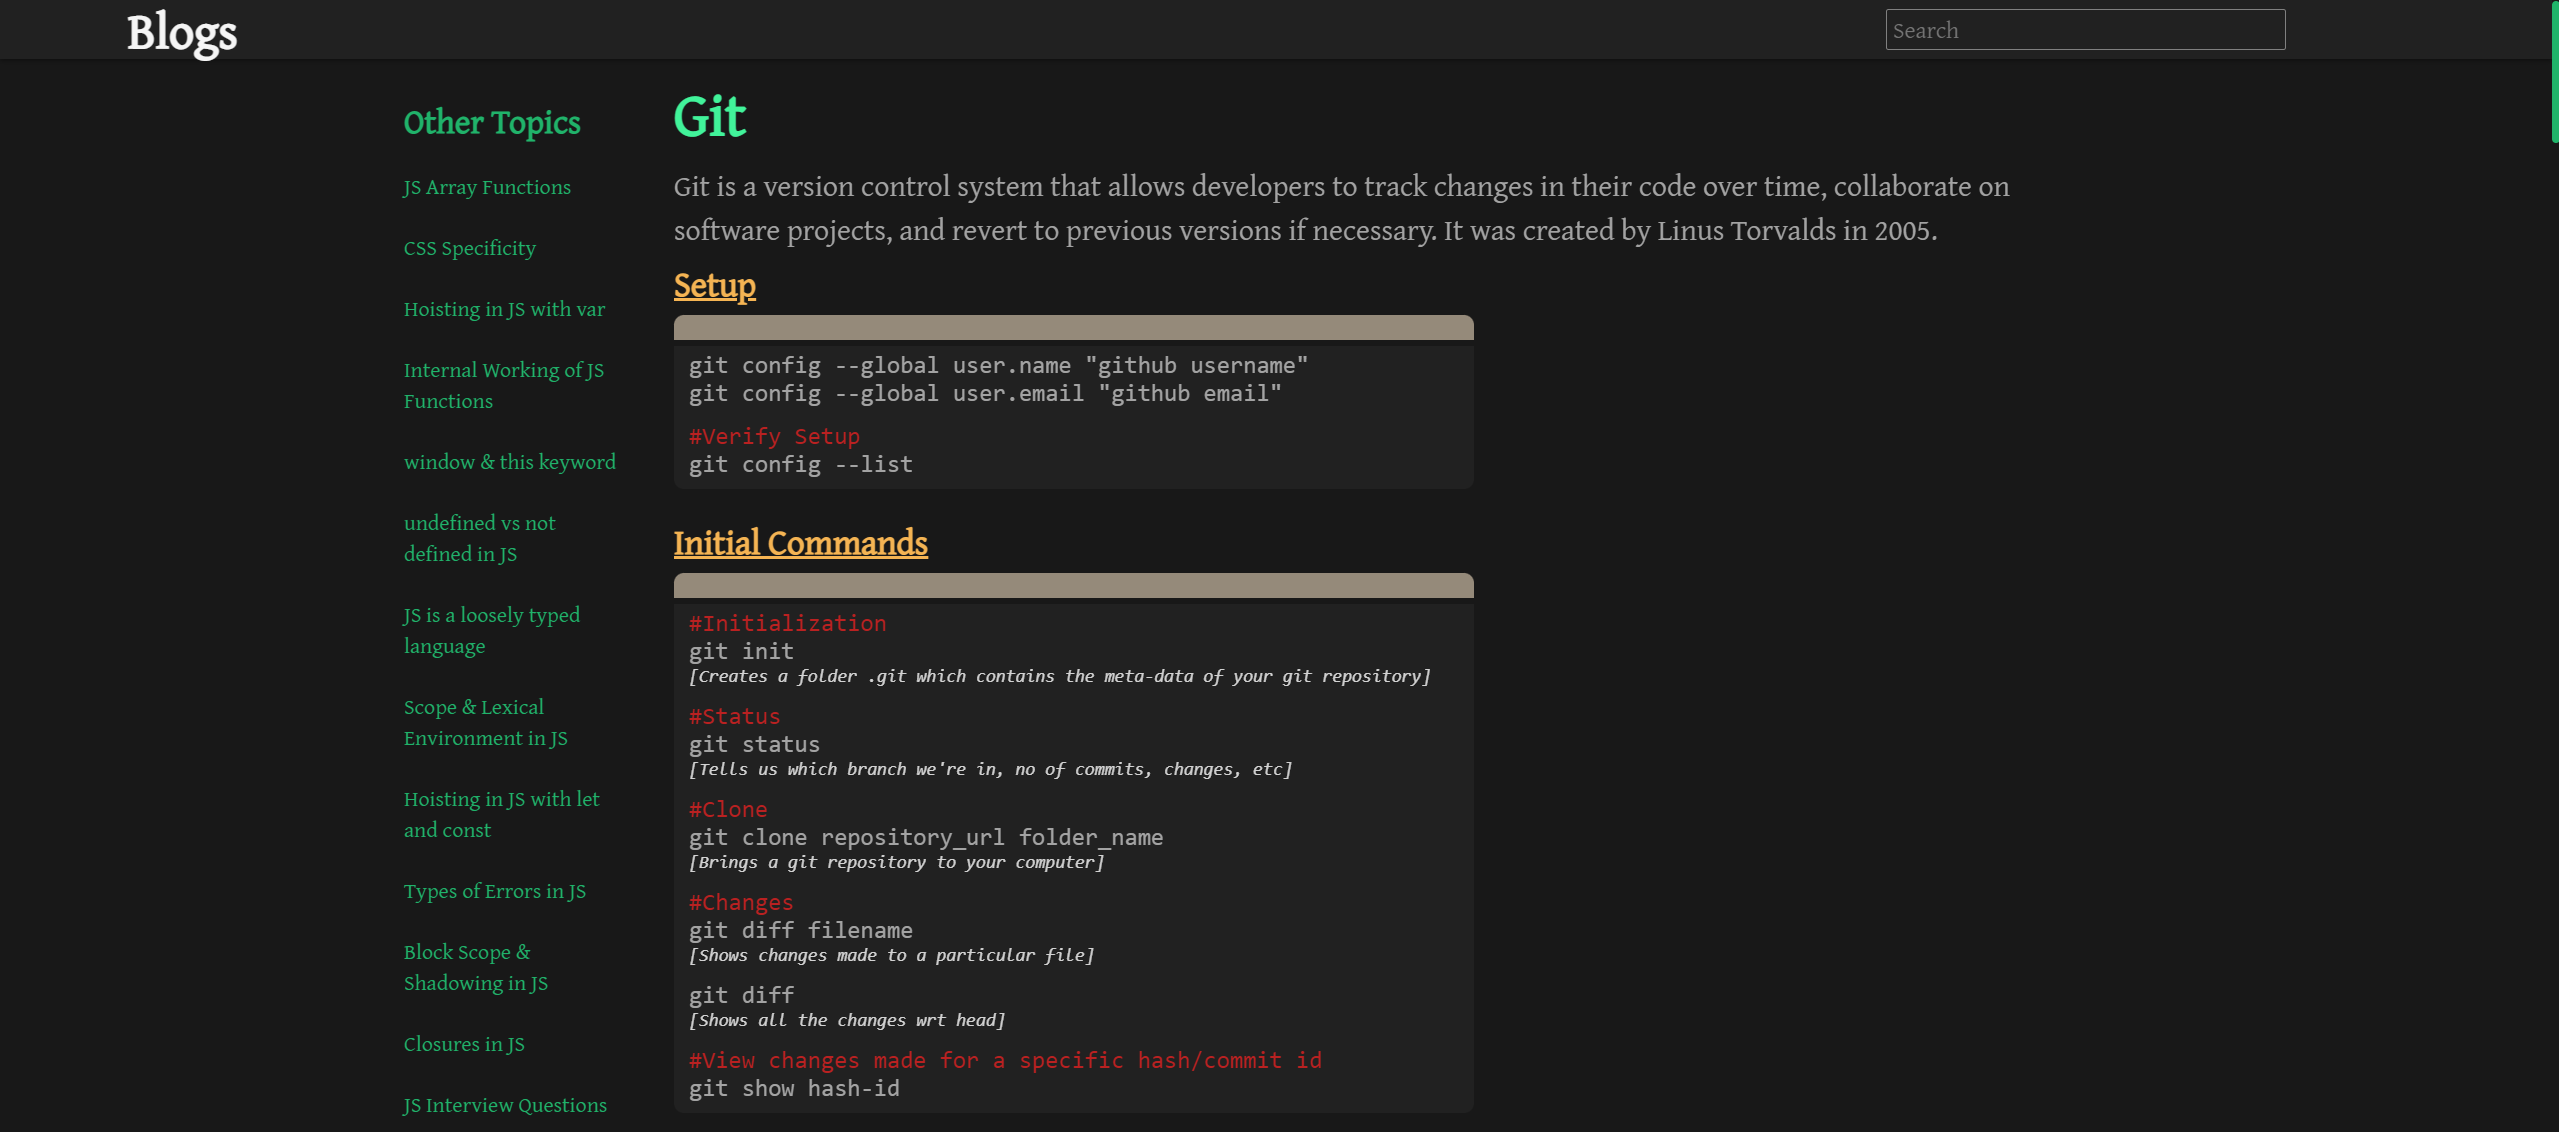 Blogs
Search
Other Topics
JS Array Functions
CSS Specificity
Hoisting in JS with var
Internal Working of JS
Functions
window & this keyword
undefined vs not
defined in JS
JS is a loosely typed
language
Scope & Lexical
Environment in JS
Hoisting in JS with let
and const
Types of Errors in JS
Block Scope &
Shadowing in JS
Closures in JS
JS Interview Questions
Git
Git is a version control system that allows developers to track changes in their code over time, collaborate on
software projects, and revert to previous versions if necessary. It was created by Linus Torvalds in 2005.
Setup
git config --global user.name "github username"
git config --global user.email "github email"
#Verify Setup
git config --list
Initial Commands
#Initialization
git init
[Creates a folder .git which contains the meta-data of your git repository]
#Status
git status
[Tells us which branch we're in, no of commits, changes, etc]
#Clone
git clone repository_url folder_name
[Brings a git repository to your computer]
#Changes
git diff filename
[Shows changes made to a particular file]
git diff
[Shows all the changes wrt head]
#View changes made for a specific hash/commit id
git show hash-id